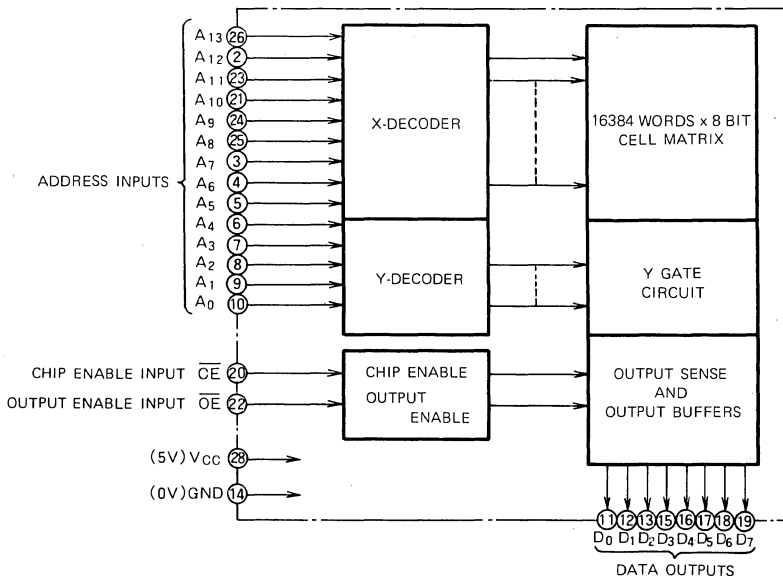 A13 26
A12 2
A11 23
A10 21
A9 24
A8 25
A7 3
A6 4
A5 5
A4 6
A3 7
A2 8
A1 9
A0 10
ADDRESS INPUTS
X-DECODER
16384 WORDS x 8 BIT
CELL MATRIX
Y-DECODER
Y GATE
CIRCUIT
CHIP ENABLE INPUT C̅E̅ 20
OUTPUT ENABLE INPUT O̅E̅ 22
CHIP ENABLE
OUTPUT
ENABLE
OUTPUT SENSE
AND
OUTPUT BUFFERS
(5V) VCC 28
(0V) GND 14
11 12 13 15 16 17 18 19
D0 D1 D2 D3 D4 D5 D6 D7
DATA OUTPUTS